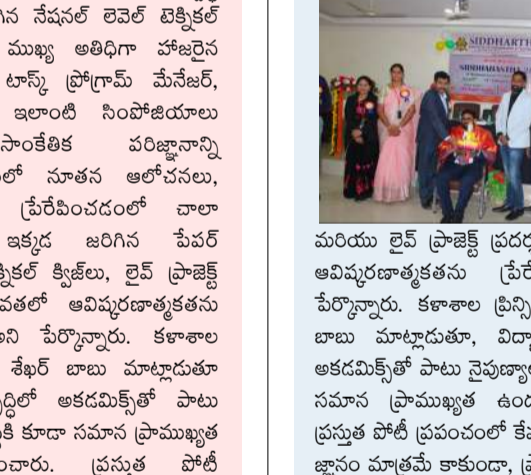 గిన నేషనల్ లెవెల్ టెక్నికల్
ముఖ్య అతిథిగా హాజరైన
టాస్క్ ప్రోగ్రామ్ మేనేజర్,
ఇలాంటి సింపోజియాలు
సాంకేతిక పరిజ్ఞానాన్ని
లో నూతన ఆలోచనలు,
ప్రేరేపించడంలో చాలా
ఇక్కడ జరిగిన పేపర్
క్నికల్ క్విజ్‌లు, లైవ్ ప్రాజెక్ట్
వతలో ఆవిష్కరణాత్మకతను
అని పేర్కొన్నారు. కళాశాల
శేఖర్ బాబు మాట్లాడుతూ
ద్ధిలో అకడమిక్స్‌తో పాటు
కి కూడా సమాన ప్రాముఖ్యత
చారు. ప్రస్తుత పోటీ
SIDDHARTH
మరియు లైవ్ ప్రాజెక్ట్ ప్రదర్శ
ఆవిష్కరణాత్మకతను ప్రేరే
పేర్కొన్నారు. కళాశాల ప్రిన్సి
బాబు మాట్లాడుతూ, విద్యా
అకడమిక్స్‌తో పాటు నైపుణ్యా
సమాన ప్రాముఖ్యత ఉండ
ప్రస్తుత పోటీ ప్రపంచంలో కేవ
జ్ఞానం మాత్రమే కాకుండా,